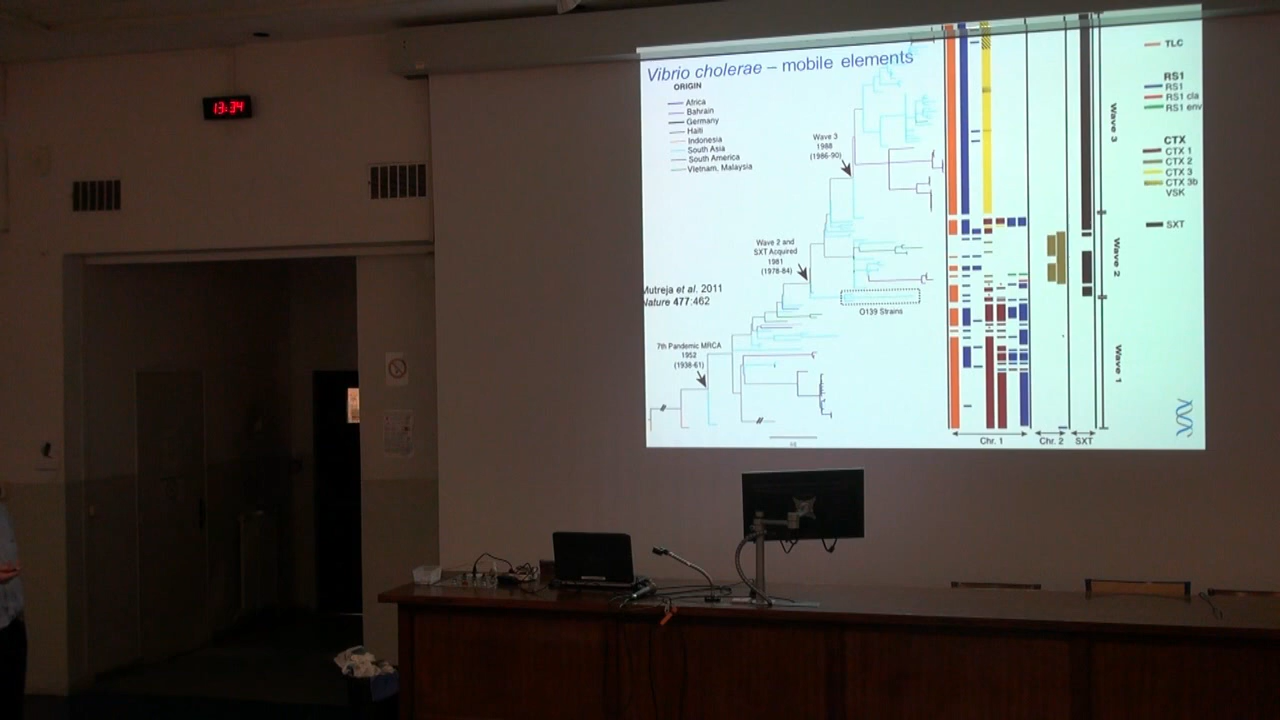 13:34
Vibrio cholerae – mobile elements
ORIGIN
Africa
Bahrain
Germany
Haiti
Indonesia
South Asia
South America
Vietnam, Malaysia
Wave 3
1988
(1986-90)
Wave 2 and
SXT Acquired
1981
(1978-84)
Mutreja et al. 2011
Nature 477:462
O139 Strains
7th Pandemic MRCA
1952
(1938-61)
TLC
RS1
RS1
RS1 cla
RS1 env
CTX
CTX 1
CTX 2
CTX 3
CTX 3b
VSK
SXT
Wave 3
Wave 2
Wave 1
Chr. 1
Chr. 2
SXT